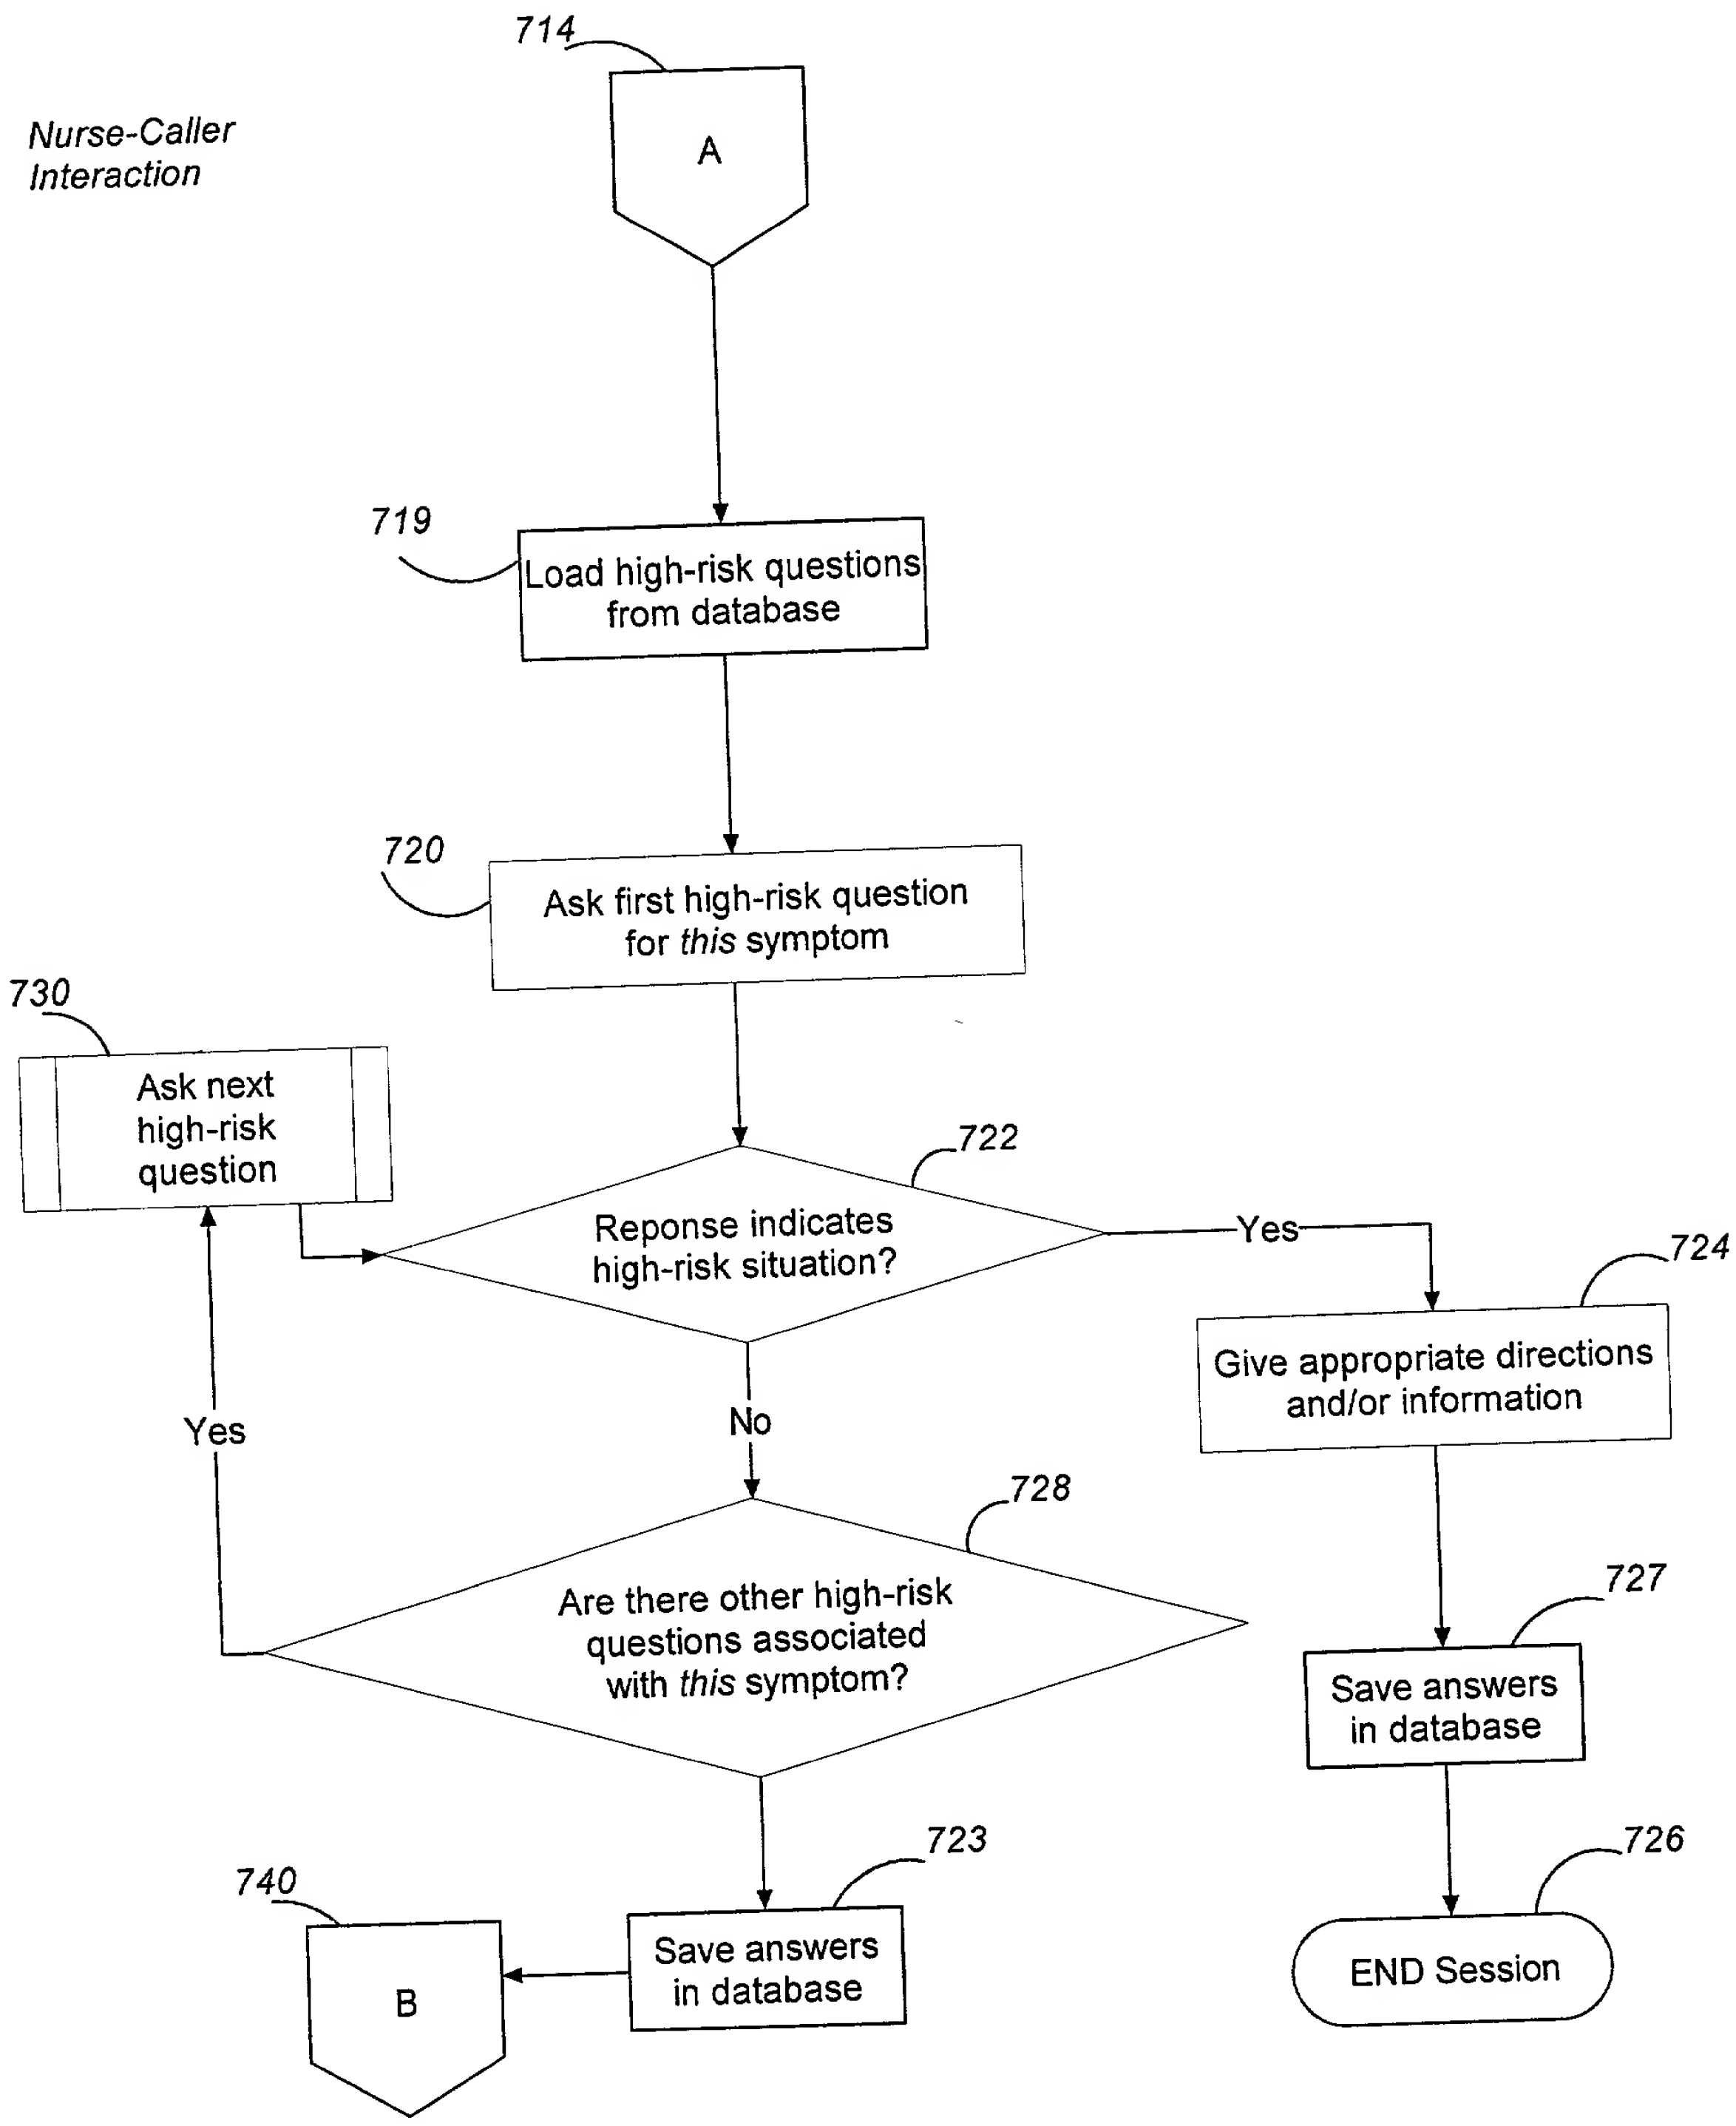 714
Nurse-Caller
Interaction
A
719
Load high-risk questions
from database
720
Ask first high-risk question
for this symptom
730
Ask next
high-risk
question
722
Reponse indicates
high-risk situation?
Yes
724
Give appropriate directions
and/or information
Yes
No
728
Are there other high-risk
questions associated
with this symptom?
727
Save answers
in database
723
740
Save answers
in database
B
726
END Session